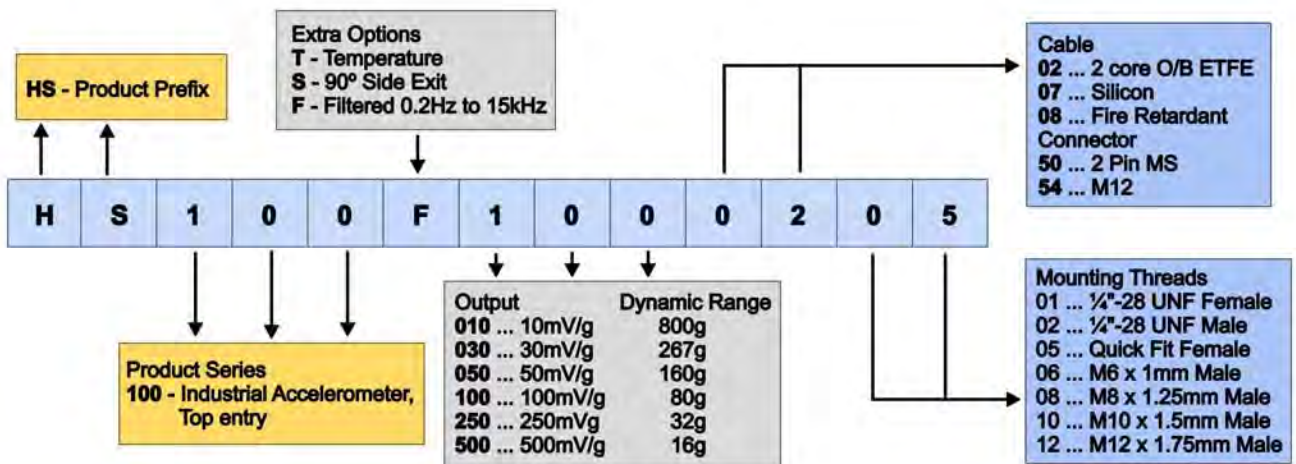 Extra Options
T - Temperature
S - 90º Side Exit
F - Filtered 0.2Hz to 15kHz
HS - Product Prefix
Cable
02 ... 2 core O/B ETFE
07 ... Silicon
08 ... Fire Retardant
Connector
50 ... 2 Pin MS
54 ... M12
H S 1 0 0 F 1 0 0 0 2 0 5
Product Series
100 - Industrial Accelerometer,
Top entry
Output Dynamic Range
010 ... 10mV/g 800g
030 ... 30mV/g 267g
050 ... 50mV/g 160g
100 ... 100mV/g 80g
250 ... 250mVg 32g
500 ... 500mV/g 16g
Mounting Threads
01 ... ¼"-28 UNF Female
02 ... ¼"-28 UNF Male
05 ... Quick Fit Female
06 ... M6 x 1mm Male
08 ... M8 x 1.25mm Male
10 ... M10 x 1.5mm Male
12 ... M12 x 1.75mm Male